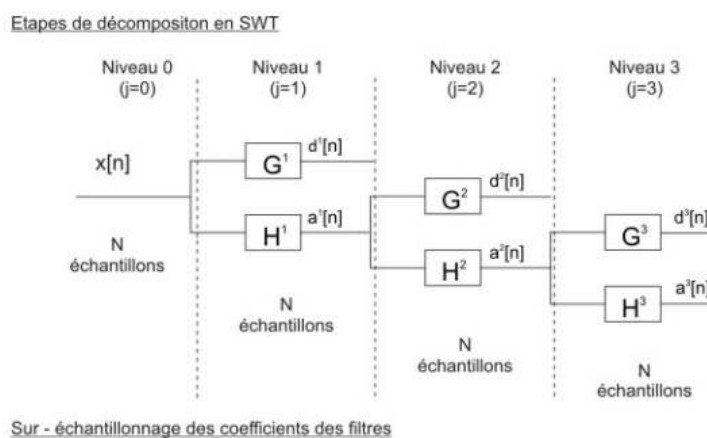 Etapes de décompositon en SWT
Niveau 0
(j=0)
Niveau 1
(j=1)
Niveau 2
(j=2)
Niveau 3
(j=3)
x[n]
G¹
d¹[n]
H¹
a¹[n]
G²
d²[n]
H²
a²[n]
G³
d³[n]
H³
a³[n]
N
échantillons
N
échantillons
N
échantillons
N
échantillons
Sur - échantillonnage des coefficients des filtres